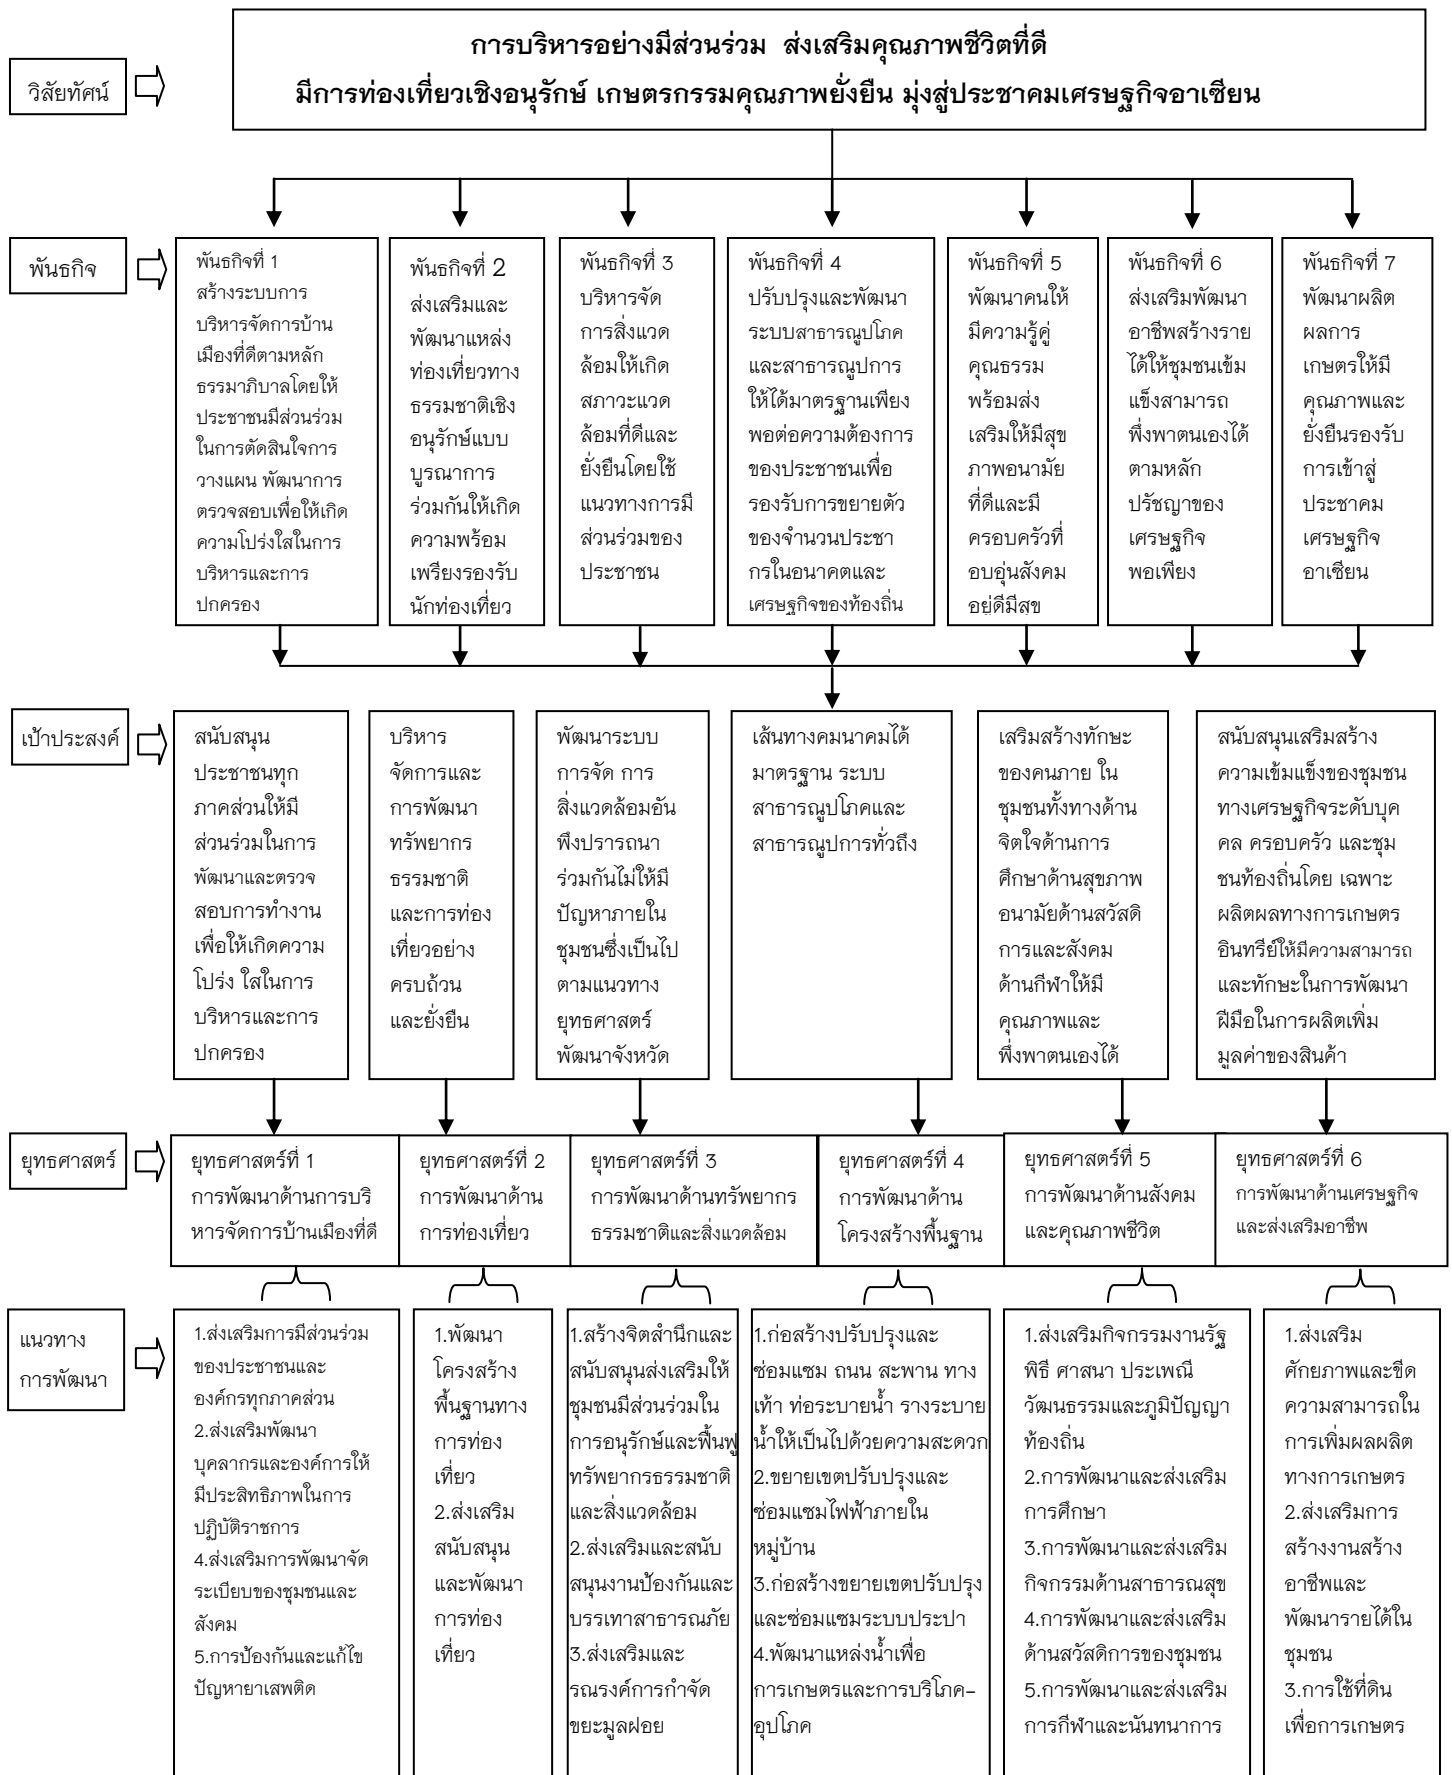 การบริหารอย่างมีส่วนร่วม ส่งเสริมคุณภาพชีวิตที่ดี
มีการท่องเที่ยวเชิงอนุรักษ์ เกษตรกรรมคุณภาพยั่งยืน มุ่งสู่ประชาคมเศรษฐกิจอาเซียน
วิสัยทัศน์
พันธกิจ
พันธกิจที่ 1
สร้างระบบการ
บริหารจัดการบ้าน
เมืองที่ดีตามหลัก
ธรรมาภิบาลโดยให้
ประชาชนมีส่วนร่วม
ในการตัดสินใจการ
วางแผน พัฒนาการ
ตรวจสอบเพื่อให้เกิด
ความโปร่งใสในการ
บริหารและการ
ปกครอง
พันธกิจที่ 2
ส่งเสริมและ
พัฒนาแหล่ง
ท่องเที่ยวทาง
ธรรมชาติเชิง
อนุรักษ์แบบ
บูรณาการ
ร่วมกันให้เกิด
ความพร้อม
เพรียงรองรับ
นักท่องเที่ยว
พันธกิจที่ 3
บริหารจัด
การสิ่งแวด
ล้อมให้เกิด
สภาวะแวด
ล้อมที่ดีและ
ยั่งยืนโดยใช้
แนวทางการมี
ส่วนร่วมของ
ประชาชน
พันธกิจที่ 4
ปรับปรุงและพัฒนา
ระบบสาธารณูปโภค
และสาธารณูปการ
ให้ได้มาตรฐานเพียง
พอต่อความต้องการ
ของประชาชนเพื่อ
รองรับการขยายตัว
ของจำนวนประชา
กรในอนาคตและ
เศรษฐกิจของท้องถิ่น
พันธกิจที่ 5
พัฒนาคนให้
มีความรู้คู่
คุณธรรม
พร้อมส่ง
เสริมให้มีสุข
ภาพอนามัย
ที่ดีและมี
ครอบครัวที่
อบอุ่นสังคม
อยู่ดีมีสุข
พันธกิจที่ 6
ส่งเสริมพัฒนา
อาชีพสร้างราย
ได้ให้ชุมชนเข้ม
แข็งสามารถ
พึ่งพาตนเองได้
ตามหลัก
ปรัชญาของ
เศรษฐกิจ
พอเพียง
พันธกิจที่ 7
พัฒนาผลิต
ผลการ
เกษตรให้มี
คุณภาพและ
ยั่งยืนรองรับ
การเข้าสู่
ประชาคม
เศรษฐกิจ
อาเซียน
เป้าประสงค์
สนับสนุน
ประชาชนทุก
ภาคส่วนให้มี
ส่วนร่วมในการ
พัฒนาและตรวจ
สอบการทำงาน
เพื่อให้เกิดความ
โปร่ง ใสในการ
บริหารและการ
ปกครอง
บริหาร
จัดการและ
การพัฒนา
ทรัพยากร
ธรรมชาติ
และการท่อง
เที่ยวอย่าง
ครบถ้วน
และยั่งยืน
พัฒนาระบบ
การจัด การ
สิ่งแวดล้อมอัน
พึงปรารถนา
ร่วมกันไม่ให้มี
ปัญหาภายใน
ชุมชนซึ่งเป็นไป
ตามแนวทาง
ยุทธศาสตร์
พัฒนาจังหวัด
เส้นทางคมนาคมได้
มาตรฐาน ระบบ
สาธารณูปโภคและ
สาธารณูปการทั่วถึง
เสริมสร้างทักษะ
ของคนภาย ใน
ชุมชนทั้งทางด้าน
จิตใจด้านการ
ศึกษาด้านสุขภาพ
อนามัยด้านสวัสดิ
การและสังคม
ด้านกีฬาให้มี
คุณภาพและ
พึ่งพาตนเองได้
สนับสนุนเสริมสร้าง
ความเข้มแข็งของชุมชน
ทางเศรษฐกิจระดับบุค
คล ครอบครัว และชุม
ชนท้องถิ่นโดย เฉพาะ
ผลิตผลทางการเกษตร
อินทรีย์ให้มีความสามารถ
และทักษะในการพัฒนา
ฝีมือในการผลิตเพิ่ม
มูลค่าของสินค้า
ยุทธศาสตร์
ยุทธศาสตร์ที่ 1
การพัฒนาด้านการบริ
หารจัดการบ้านเมืองที่ดี
ยุทธศาสตร์ที่ 2
การพัฒนาด้าน
การท่องเที่ยว
ยุทธศาสตร์ที่ 3
การพัฒนาด้านทรัพยากร
ธรรมชาติและสิ่งแวดล้อม
ยุทธศาสตร์ที่ 4
การพัฒนาด้าน
โครงสร้างพื้นฐาน
ยุทธศาสตร์ที่ 5
การพัฒนาด้านสังคม
และคุณภาพชีวิต
ยุทธศาสตร์ที่ 6
การพัฒนาด้านเศรษฐกิจ
และส่งเสริมอาชีพ
แนวทาง
การพัฒนา
1.ส่งเสริมการมีส่วนร่วม
ของประชาชนและ
องค์กรทุกภาคส่วน
2.ส่งเสริมพัฒนา
บุคลากรและองค์การให้
มีประสิทธิภาพในการ
ปฏิบัติราชการ
4.ส่งเสริมการพัฒนาจัด
ระเบียบของชุมชนและ
สังคม
5.การป้องกันและแก้ไข
ปัญหายาเสพติด
1.พัฒนา
โครงสร้าง
พื้นฐานทาง
การท่อง
เที่ยว
2.ส่งเสริม
สนับสนุน
และพัฒนา
การท่อง
เที่ยว
1.สร้างจิตสำนึกและ
สนับสนุนส่งเสริมให้
ชุมชนมีส่วนร่วมใน
การอนุรักษ์และฟื้นฟู
ทรัพยากรธรรมชาติ
และสิ่งแวดล้อม
2.ส่งเสริมและสนับ
สนุนงานป้องกันและ
บรรเทาสาธารณภัย
3.ส่งเสริมและ
รณรงค์การกำจัด
ขยะมูลฝอย
1.ก่อสร้างปรับปรุงและ
ซ่อมแซม ถนน สะพาน ทาง
เท้า ท่อระบายน้ำ รางระบาย
น้ำให้เป็นไปด้วยความสะดวก
2.ขยายเขตปรับปรุงและ
ซ่อมแซมไฟฟ้าภายใน
หมู่บ้าน
3.ก่อสร้างขยายเขตปรับปรุง
และซ่อมแซมระบบประปา
4.พัฒนาแหล่งน้ำเพื่อ
การเกษตรและการบริโภค-
อุปโภค
1.ส่งเสริมกิจกรรมงานรัฐ
พิธี ศาสนา ประเพณี
วัฒนธรรมและภูมิปัญญา
ท้องถิ่น
2.การพัฒนาและส่งเสริม
การศึกษา
3.การพัฒนาและส่งเสริม
กิจกรรมด้านสาธารณสุข
4.การพัฒนาและส่งเสริม
ด้านสวัสดิการของชุมชน
5.การพัฒนาและส่งเสริม
การกีฬาและนันทนาการ
1.ส่งเสริม
ศักยภาพและขีด
ความสามารถใน
การเพิ่มผลผลิต
ทางการเกษตร
2.ส่งเสริมการ
สร้างงานสร้าง
อาชีพและ
พัฒนารายได้ใน
ชุมชน
3.การใช้ที่ดิน
เพื่อการเกษตร